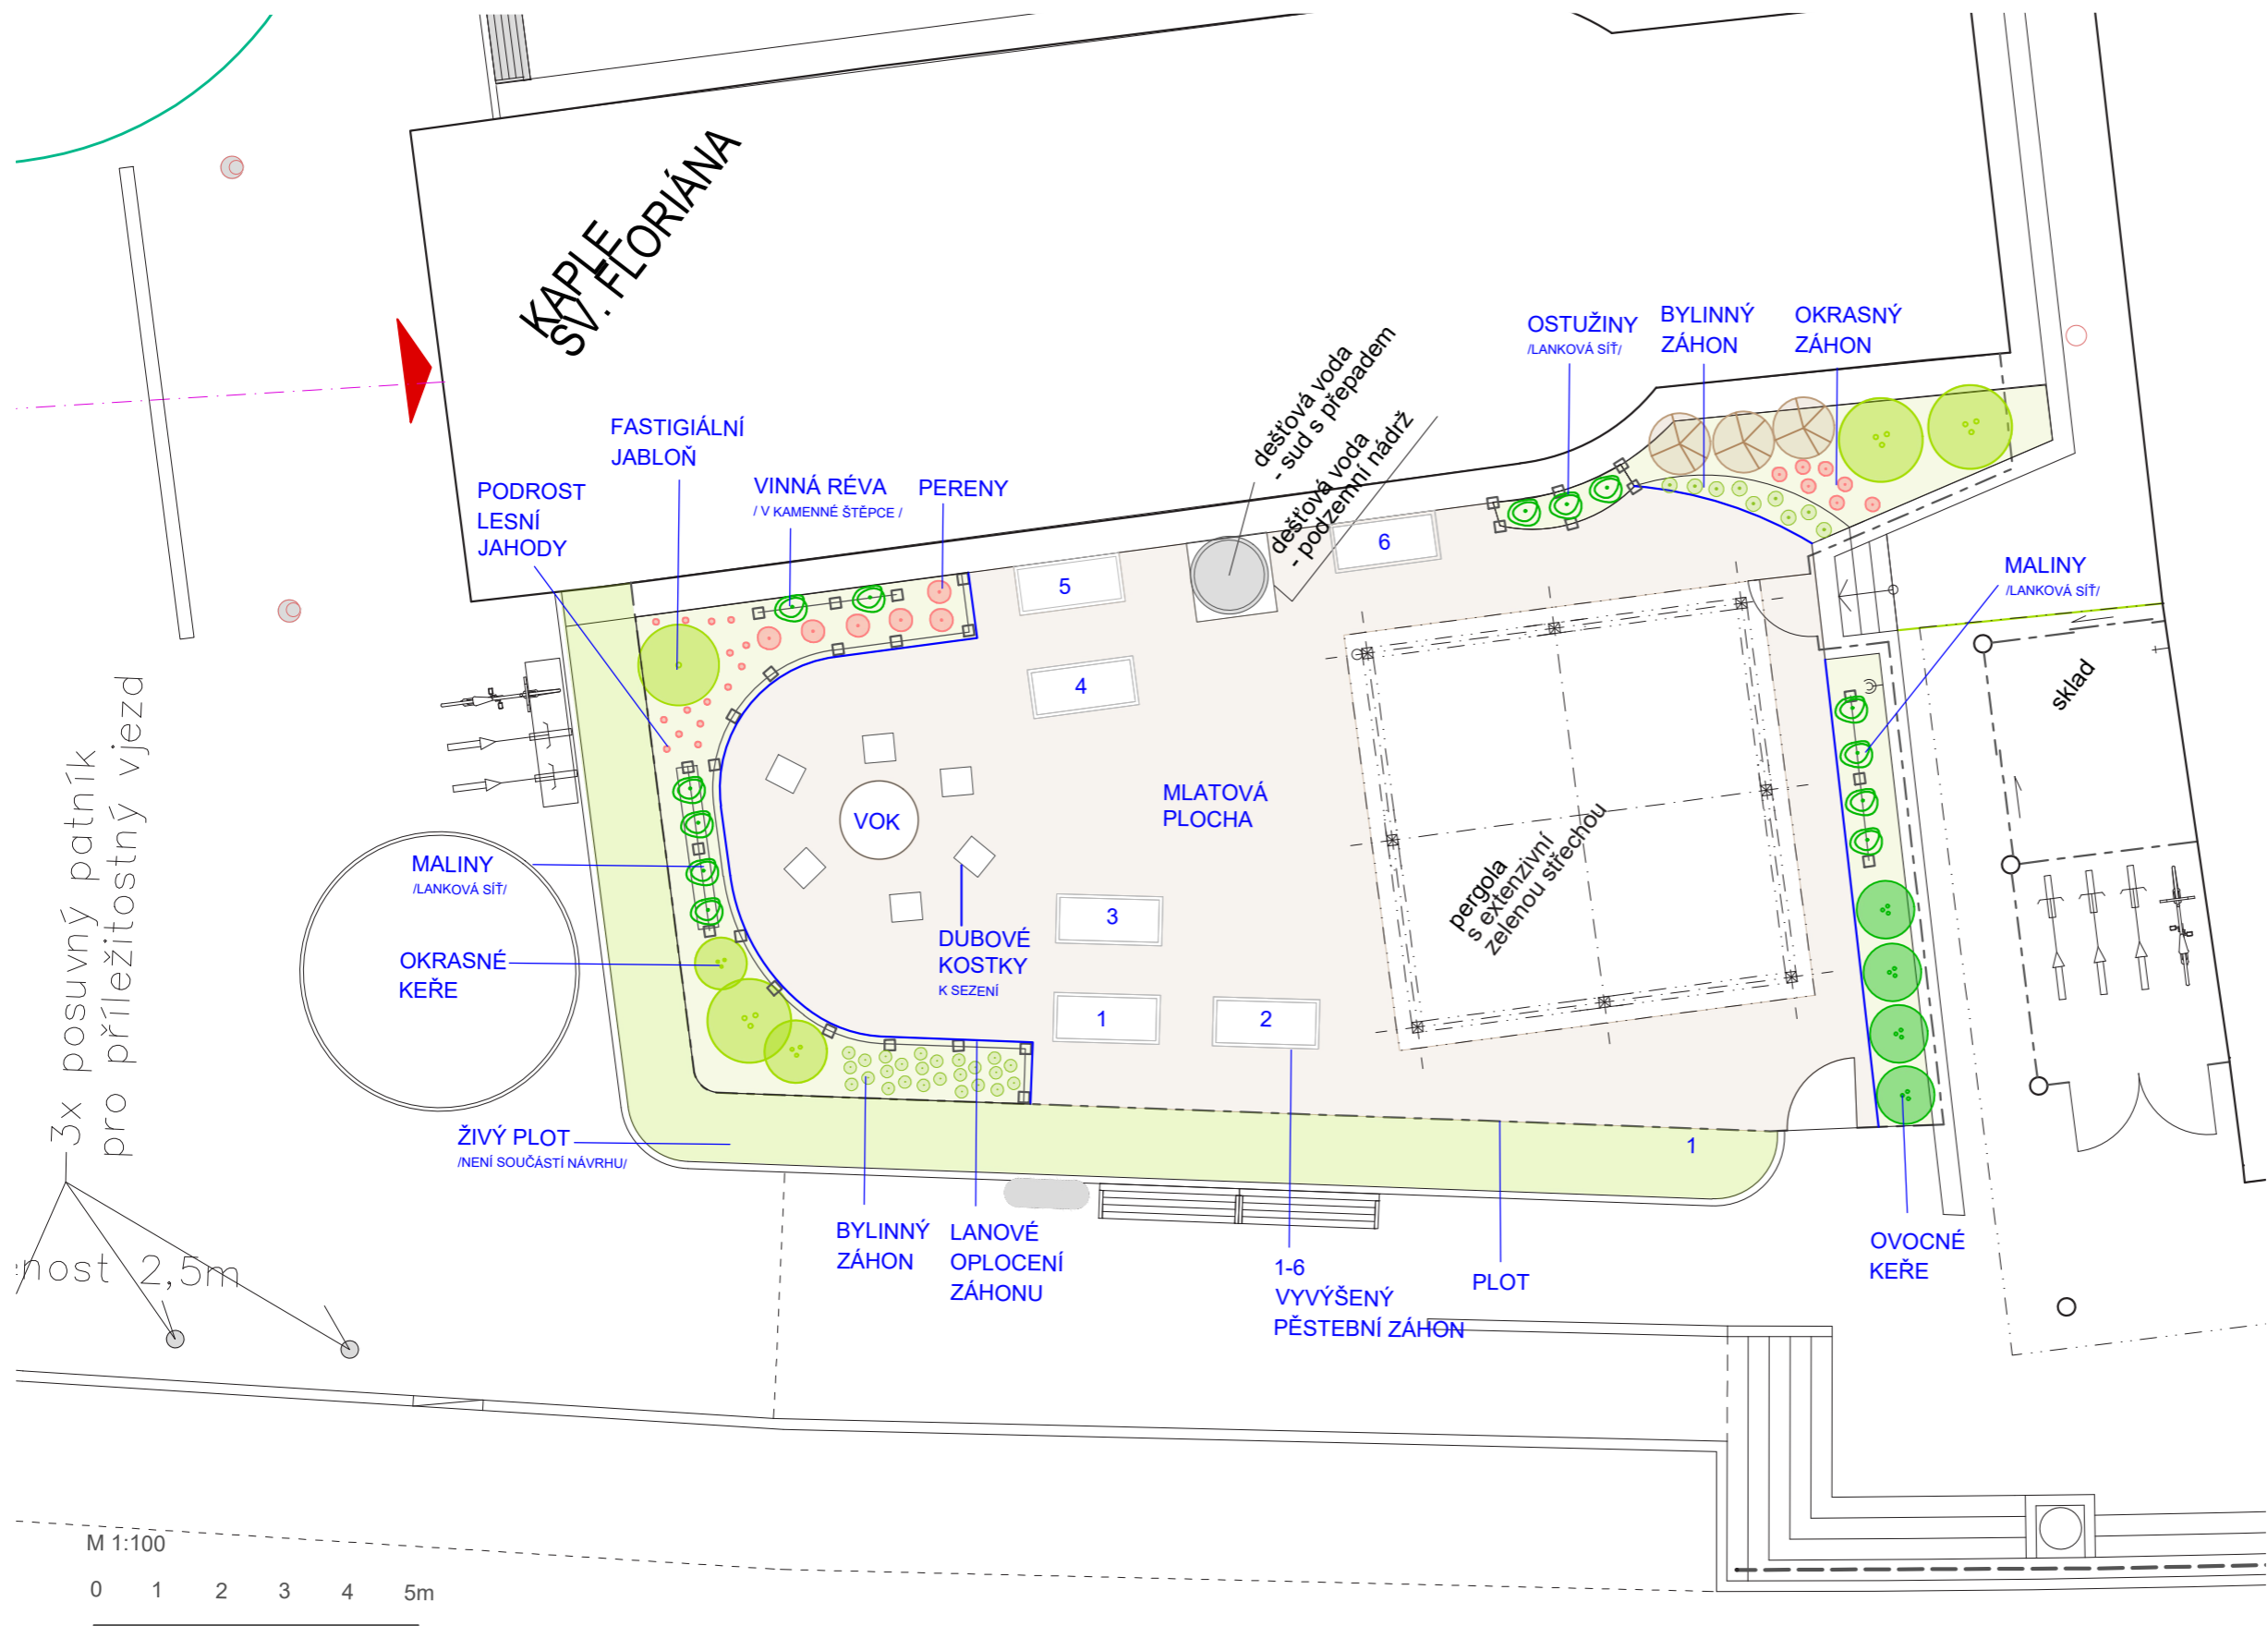 KAPLE
SV. FLORIÁNA
OSTUŽINY
/LANKOVÁ SÍŤ/
BYLINNÝ
ZÁHON
OKRASNÝ
ZÁHON
dešťová voda
- sud s přepadem
dešťová voda
- podzemní nádrž
FASTIGIÁLNÍ
JABLOŇ
PODROST
LESNÍ
JAHODY
VINNÁ RÉVA
/ V KAMENNÉ ŠTĚPCE /
PERENY
6
5
4
MALINY
/LANKOVÁ SÍŤ/
sklad
3x posuvný patník
pro příležitostný vjezd
VOK
MLATOVÁ
PLOCHA
pergola
s extenzivní
zelenou střechou
MALINY
/LANKOVÁ SÍŤ/
OKRASNÉ
KEŘE
DUBOVÉ
KOSTKY
K SEZENÍ
3
1
2
ŽIVÝ PLOT
/NENÍ SOUČÁSTÍ NÁVRHU/
1
BYLINNÝ
ZÁHON
LANOVÉ
OPLOCENÍ
ZÁHONU
1-6
VYVÝŠENÝ
PĚSTEBNÍ ZÁHON
PLOT
OVOCNÉ
KEŘE
nost 2,5m
M 1:100
0 1 2 3 4 5m